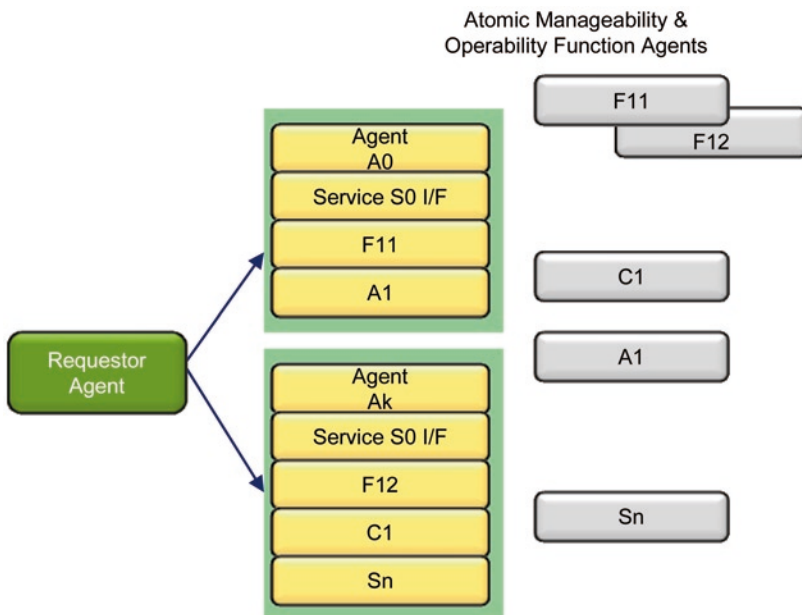 Atomic Manageability &
Operability Function Agents
F11
F12
Agent
A0
Service S0 I/F
F11
A1
C1
A1
Requestor
Agent
Agent
Ak
Service S0 I/F
F12
C1
Sn
Sn